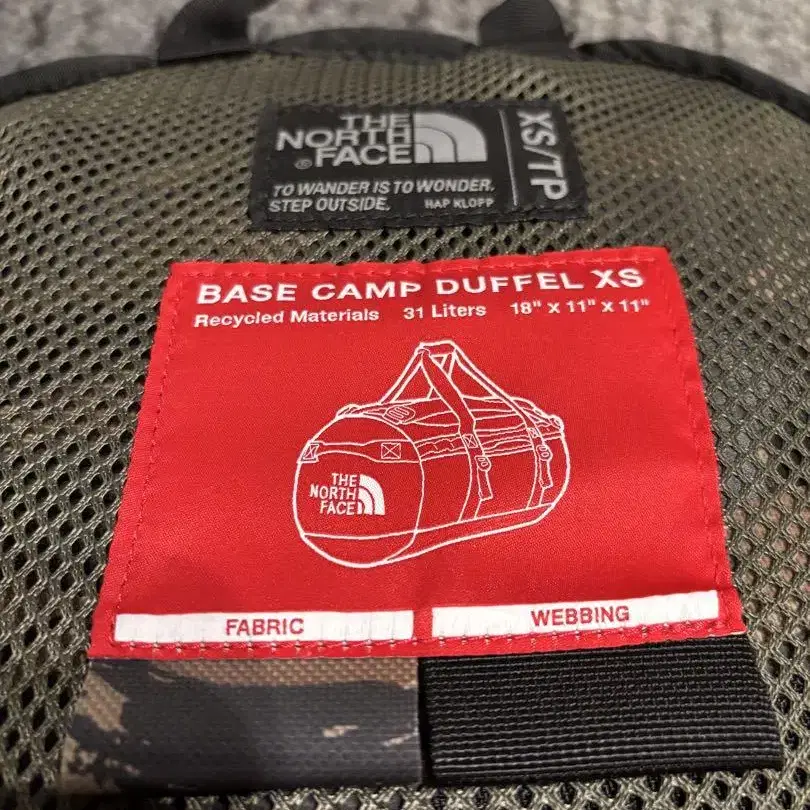 THE
NORTH
FACE®
TO WANDER IS TO WONDER.
STEP OUTSIDE. HAP KLOPP
XS/TP
BASE CAMP DUFFEL XS
Recycled Materials 31 Liters 18" x 11" x 11"
THE
NORTH
FACE
FABRIC WEBBING